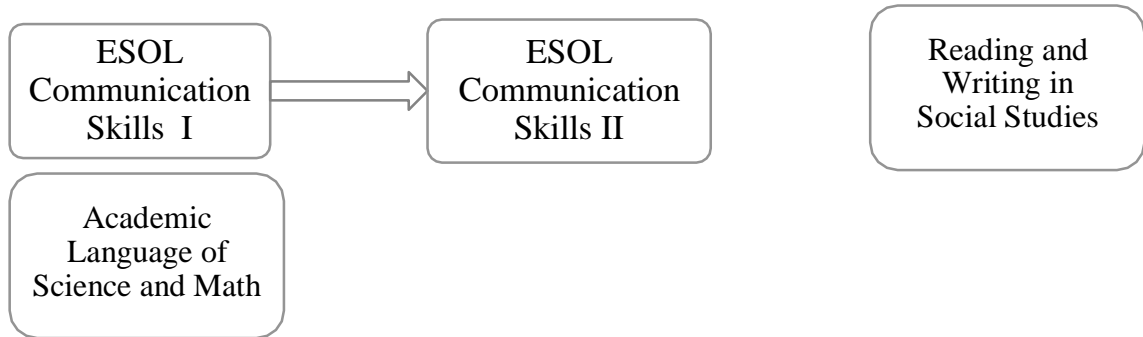 ESOL
Communication
Skills I
ESOL
Communication
Skills II
Reading and
Writing in
Social Studies
Academic
Language of
Science and Math